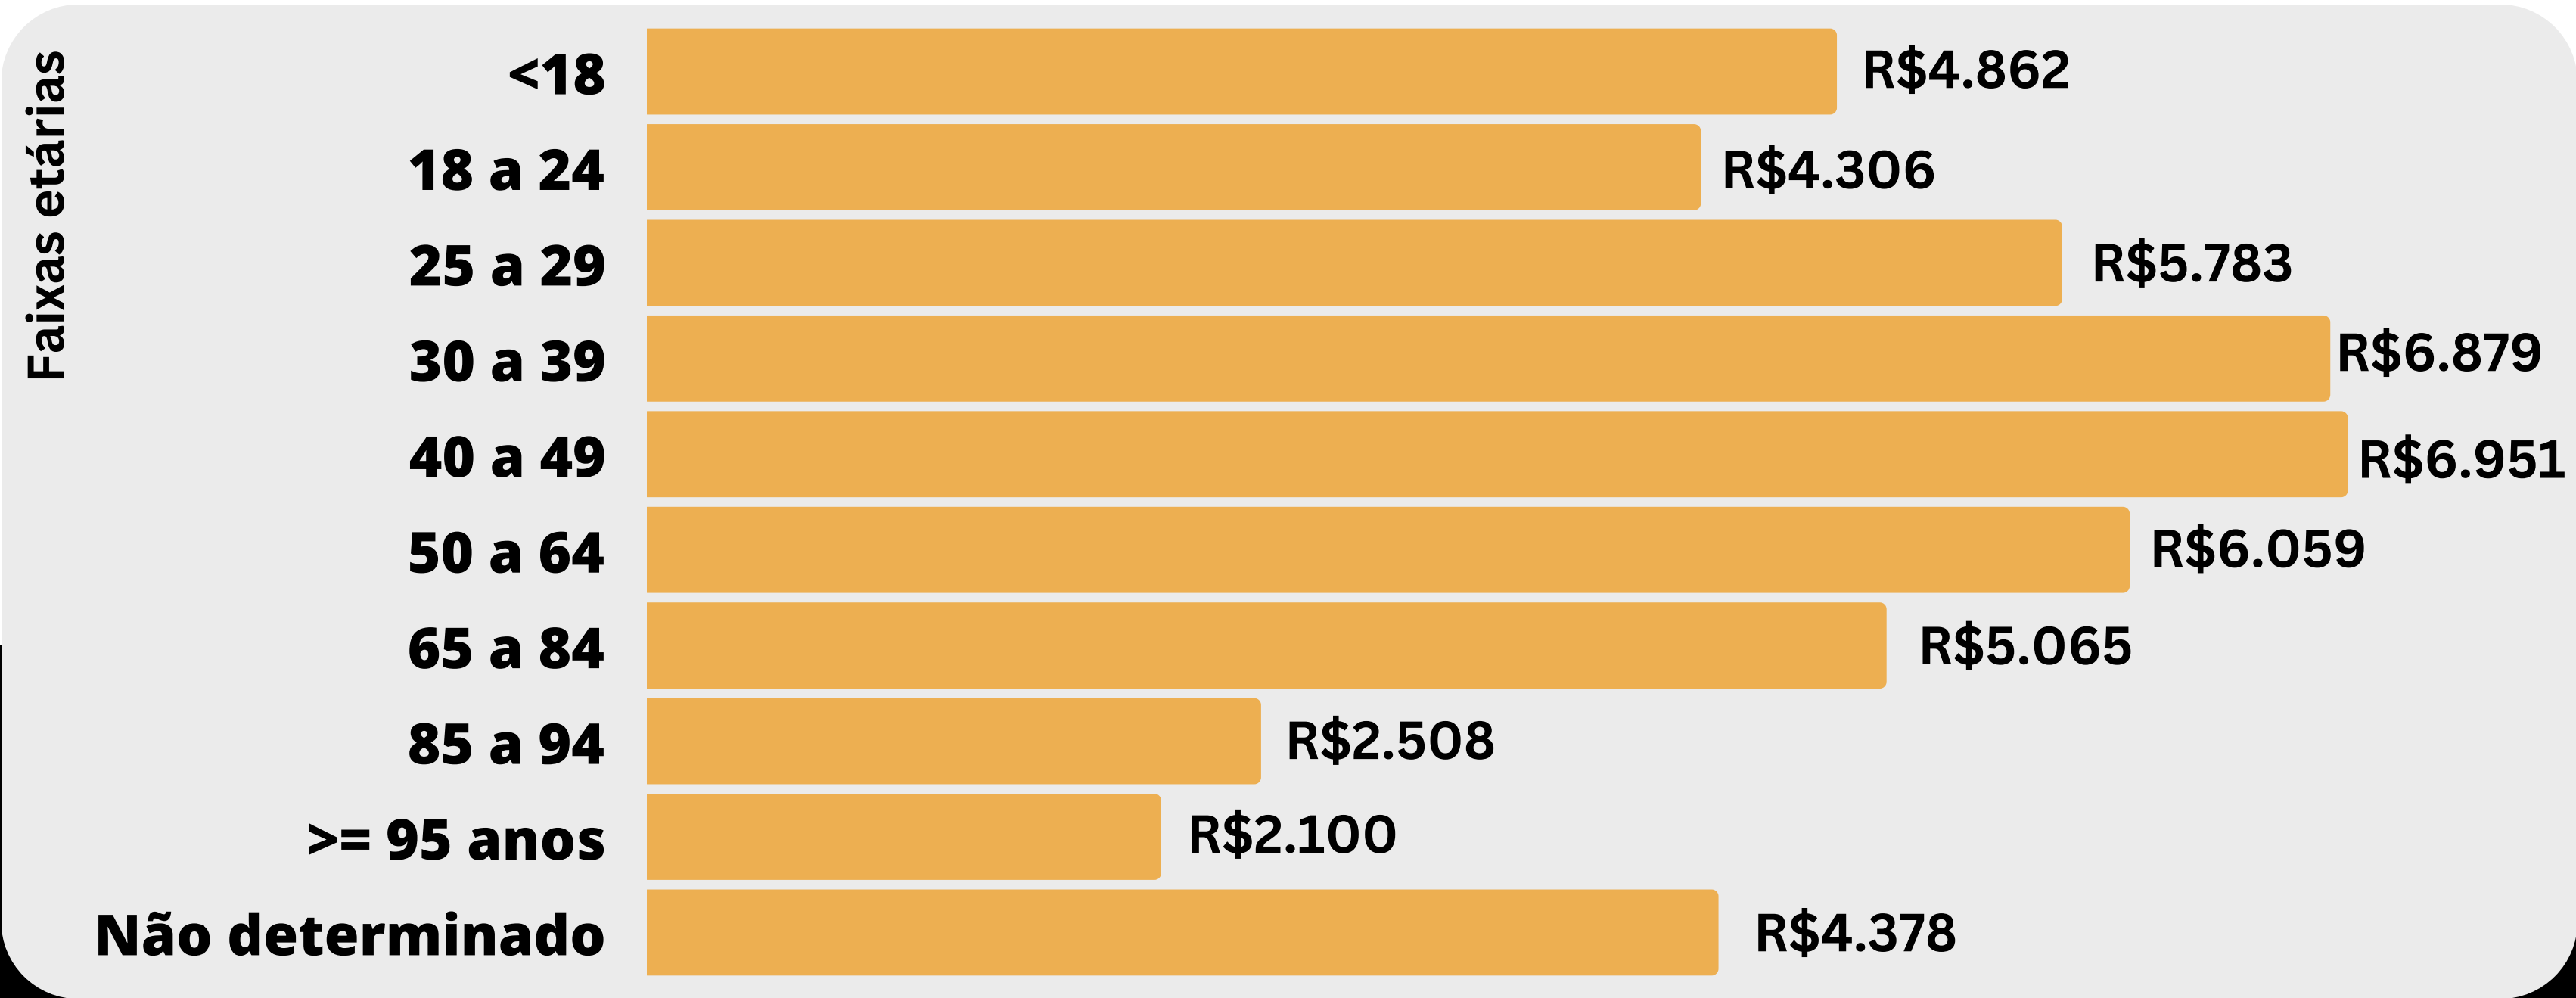 Faixas etárias
<18 R$4.862
18 a 24 R$4.306
25 a 29 R$5.783
30 a 39 R$6.879
40 a 49 R$6.951
50 a 64 R$6.059
65 a 84 R$5.065
85 a 94 R$2.508
>= 95 anos R$2.100
Não determinado R$4.378